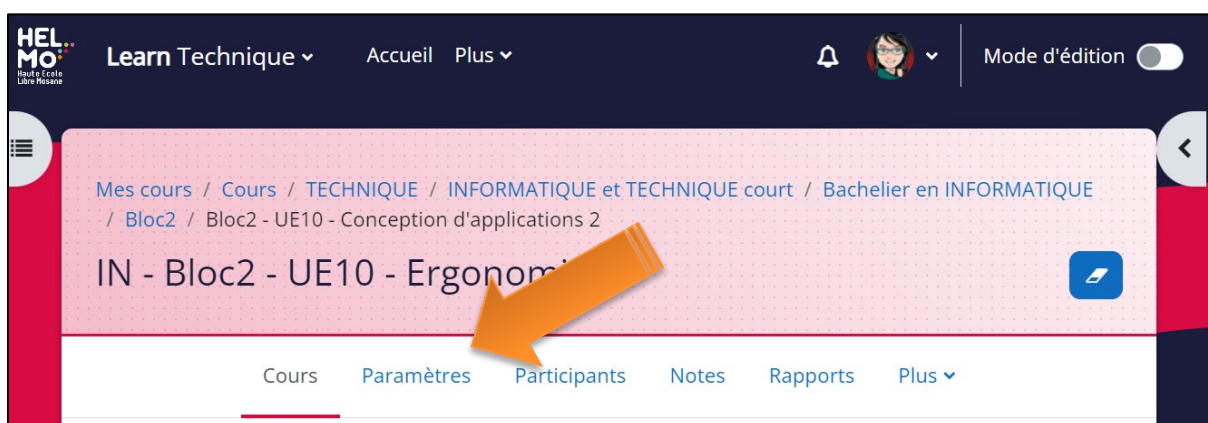 HEL
MO
Haute Ecole
Libre Mosane
Learn Technique
Accueil
Plus
Mode d'édition
Mes cours / Cours / TECHNIQUE / INFORMATIQUE et TECHNIQUE court / Bachelier en INFORMATIQUE
/ Bloc2 / Bloc2 - UE10 - Conception d'applications 2
IN - Bloc2 - UE10 -
Cours
Paramètres
Participants
Notes
Rapports
Plus